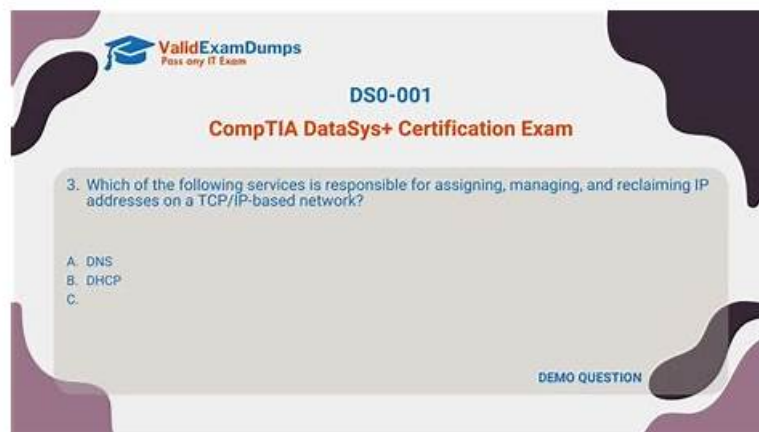 ValidExamDumps
Pass any IT Exam
DS0-001
CompTIA DataSys+ Certification Exam
3. Which of the following services is responsible for assigning, managing, and reclaiming IP
addresses on a TCP/IP-based network?
A. DNS
B. DHCP
C.
DEMO QUESTION